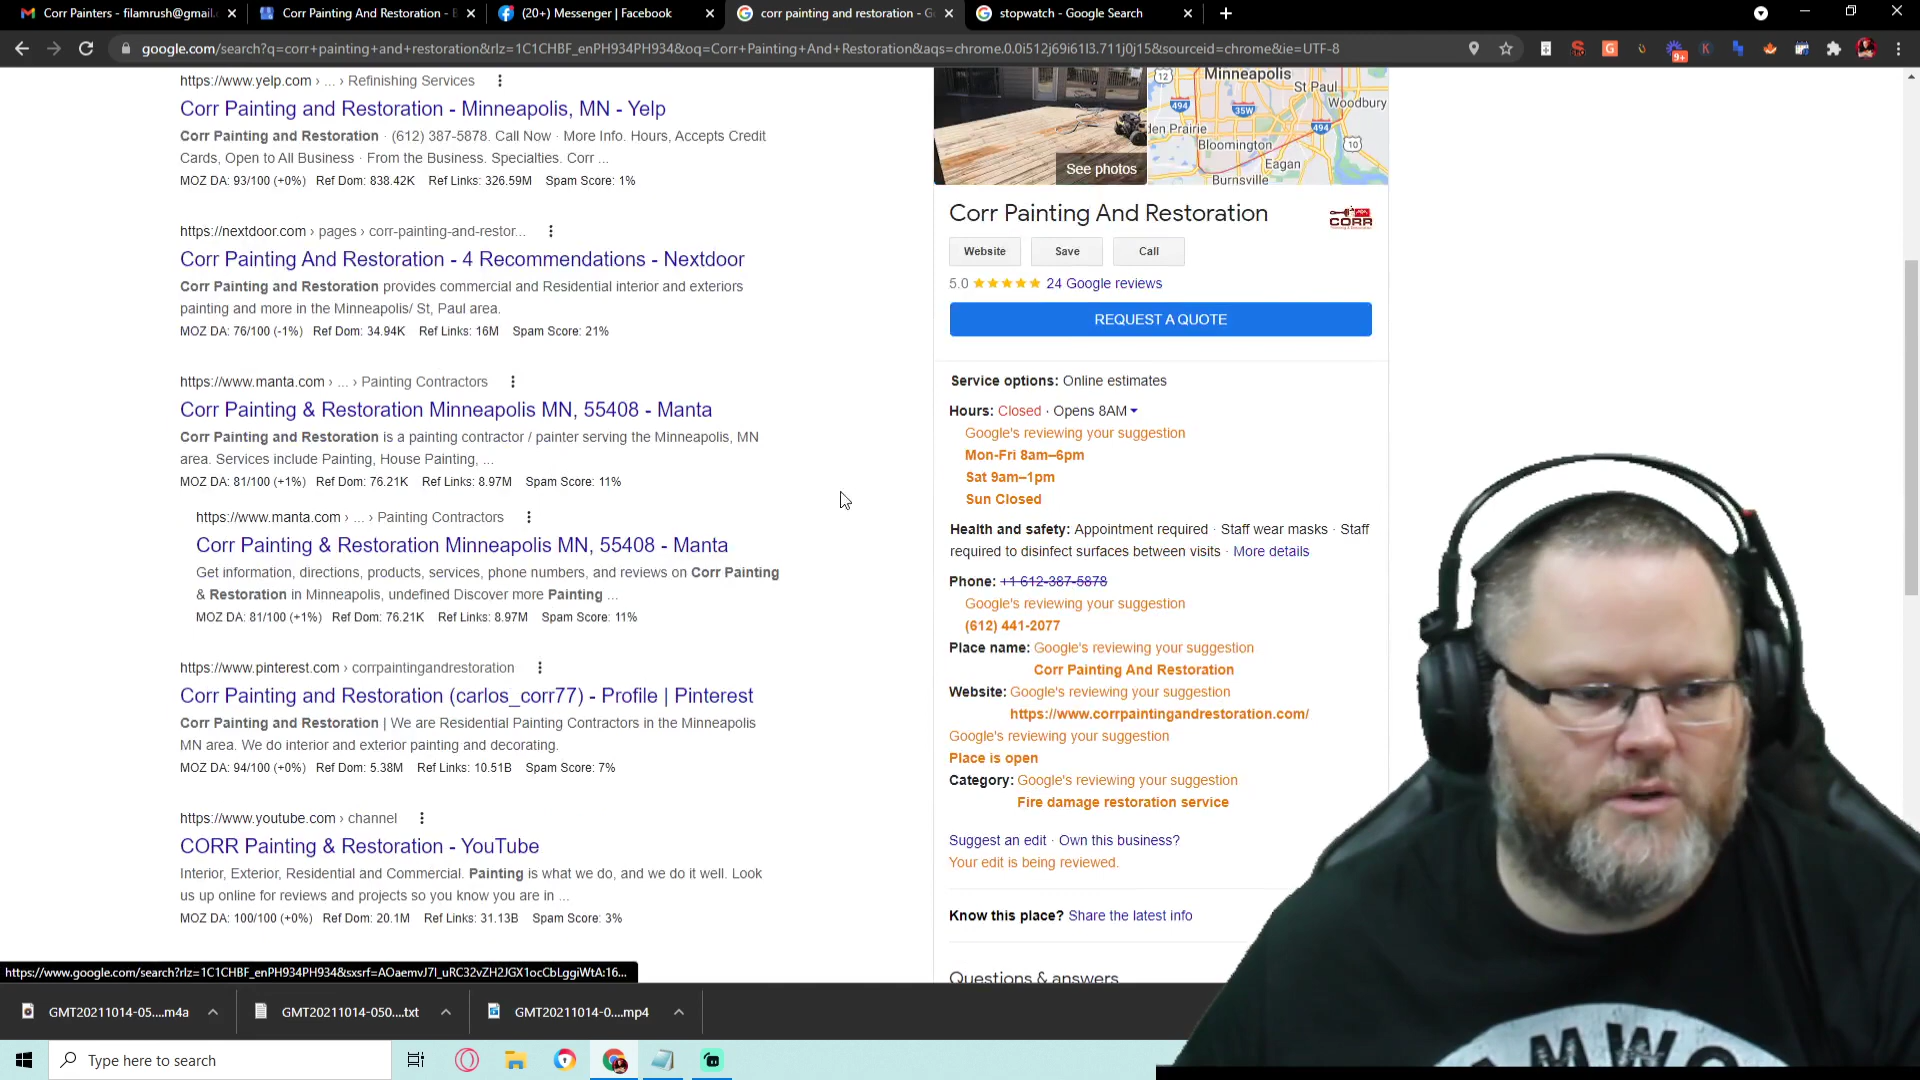 Corr Painters - filamrush@gmail.
Corr Painting And Restoration - E
(20+) Messenger | Facebook
corr painting and restoration - G
stopwatch - Google Search
google.com/search?q=corr+painting+and+restoration&rlz=1C1CHBF_enPH934PH934&oq=Corr+Painting+And+Restoration&aqs=chrome.0.0i512j69i61l3.711j0j15&sourceid=chrome&ie=UTF-8
9+
https://www.yelp.com › ... › Refinishing Services
Corr Painting and Restoration - Minneapolis, MN - Yelp
Corr Painting and Restoration · (612) 387-5878. Call Now · More Info. Hours, Accepts Credit
Cards, Open to All Business · From the Business. Specialties. Corr ...
MOZ DA: 93/100 (+0%) Ref Dom: 838.42K Ref Links: 326.59M Spam Score: 1%
https://nextdoor.com › pages › corr-painting-and-restor...
Corr Painting And Restoration - 4 Recommendations - Nextdoor
Corr Painting and Restoration provides commercial and Residential interior and exteriors
painting and more in the Minneapolis/ St, Paul area.
MOZ DA: 76/100 (-1%) Ref Dom: 34.94K Ref Links: 16M Spam Score: 21%
https://www.manta.com › ... › Painting Contractors
Corr Painting & Restoration Minneapolis MN, 55408 - Manta
Corr Painting and Restoration is a painting contractor / painter serving the Minneapolis, MN
area. Services include Painting, House Painting, ...
MOZ DA: 81/100 (+1%) Ref Dom: 76.21K Ref Links: 8.97M Spam Score: 11%
https://www.manta.com › ... › Painting Contractors
Corr Painting & Restoration Minneapolis MN, 55408 - Manta
Get information, directions, products, services, phone numbers, and reviews on Corr Painting
& Restoration in Minneapolis, undefined Discover more Painting ...
MOZ DA: 81/100 (+1%) Ref Dom: 76.21K Ref Links: 8.97M Spam Score: 11%
https://www.pinterest.com › corrpaintingandrestoration
Corr Painting and Restoration (carlos_corr77) - Profile | Pinterest
Corr Painting and Restoration | We are Residential Painting Contractors in the Minneapolis
MN area. We do interior and exterior painting and decorating.
MOZ DA: 94/100 (+0%) Ref Dom: 5.38M Ref Links: 10.51B Spam Score: 7%
https://www.youtube.com › channel
CORR Painting & Restoration - YouTube
Interior, Exterior, Residential and Commercial. Painting is what we do, and we do it well. Look
us up online for reviews and projects so you know you are in ...
MOZ DA: 100/100 (+0%) Ref Dom: 20.1M Ref Links: 31.13B Spam Score: 3%
See photos
12
Minneapolis
St Paul
Woodbury
494
35W
494
den Prairie
Bloomington
10
Eagan
Burnsville
Corr Painting And Restoration
CORR
Website
Save
Call
5.0 24 Google reviews
REQUEST A QUOTE
Service options: Online estimates
Hours: Closed · Opens 8AM
Google's reviewing your suggestion
Mon-Fri 8am–6pm
Sat 9am–1pm
Sun Closed
Health and safety: Appointment required · Staff wear masks · Staff
required to disinfect surfaces between visits · More details
Phone: +1 612-387-5878
Google's reviewing your suggestion
(612) 441-2077
Place name: Google's reviewing your suggestion
Corr Painting And Restoration
Website: Google's reviewing your suggestion
https://www.corrpaintingandrestoration.com/
Google's reviewing your suggestion
Place is open
Category: Google's reviewing your suggestion
Fire damage restoration service
Suggest an edit · Own this business?
Your edit is being reviewed.
Know this place? Share the latest info
Questions & answers
https://www.google.com/search?rlz=1C1CHBF_enPH934PH934&sxsrf=AOaemvJ7l_uRC32vZH2JGX1ocCbLggiWtA:16...
GMT20211014-05....m4a
GMT20211014-050....txt
GMT20211014-0....mp4
Type here to search